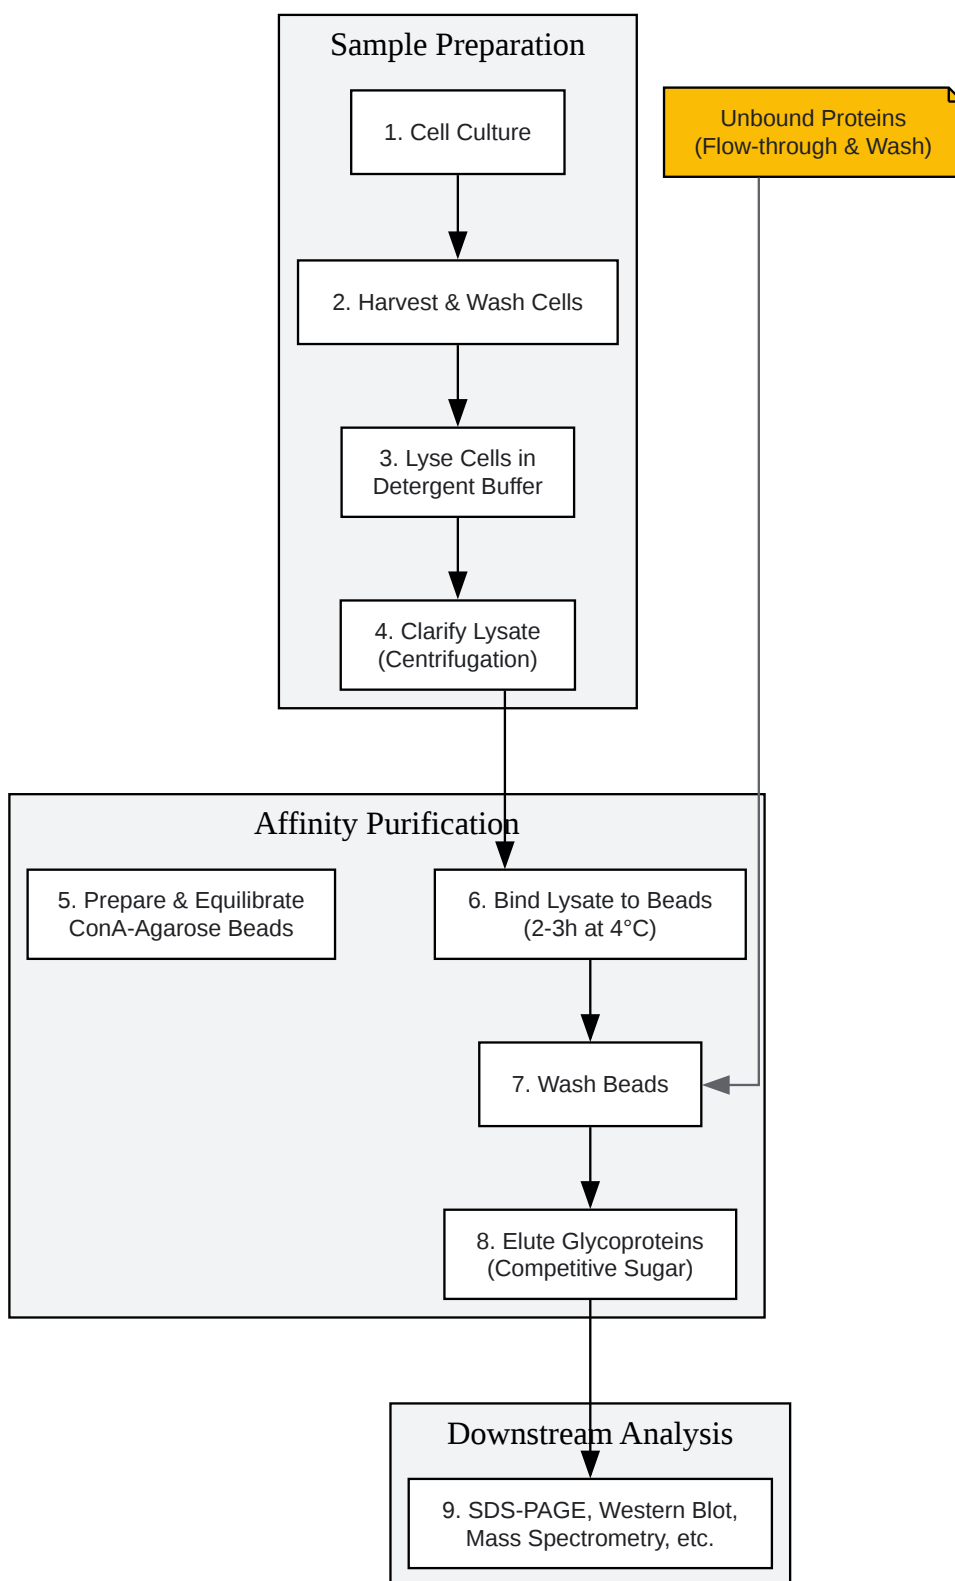 Sample Preparation
1. Cell Culture
Unbound Proteins
(Flow-through & Wash)
2. Harvest & Wash Cells
3. Lyse Cells in
Detergent Buffer
4. Clarify Lysate
(Centrifugation)
Affinity Purification
5. Prepare & Equilibrate
ConA-Agarose Beads
6. Bind Lysate to Beads
(2-3h at 4°C)
7. Wash Beads
8. Elute Glycoproteins
(Competitive Sugar)
Downstream Analysis
9. SDS-PAGE, Western Blot,
Mass Spectrometry, etc.